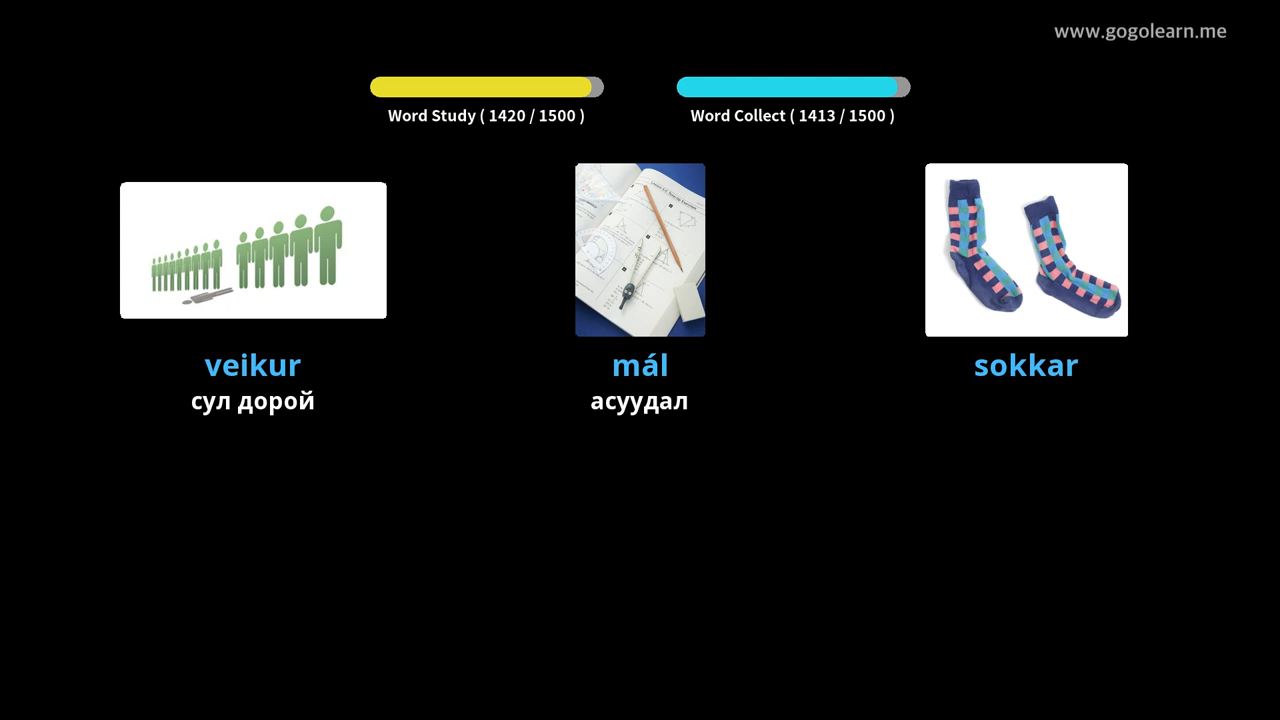 www.gogolearn.me
Word Study ( 1420 / 1500 )
Word Collect ( 1413 / 1500 )
veikur
сул дорой
mál
асуудал
sokkar